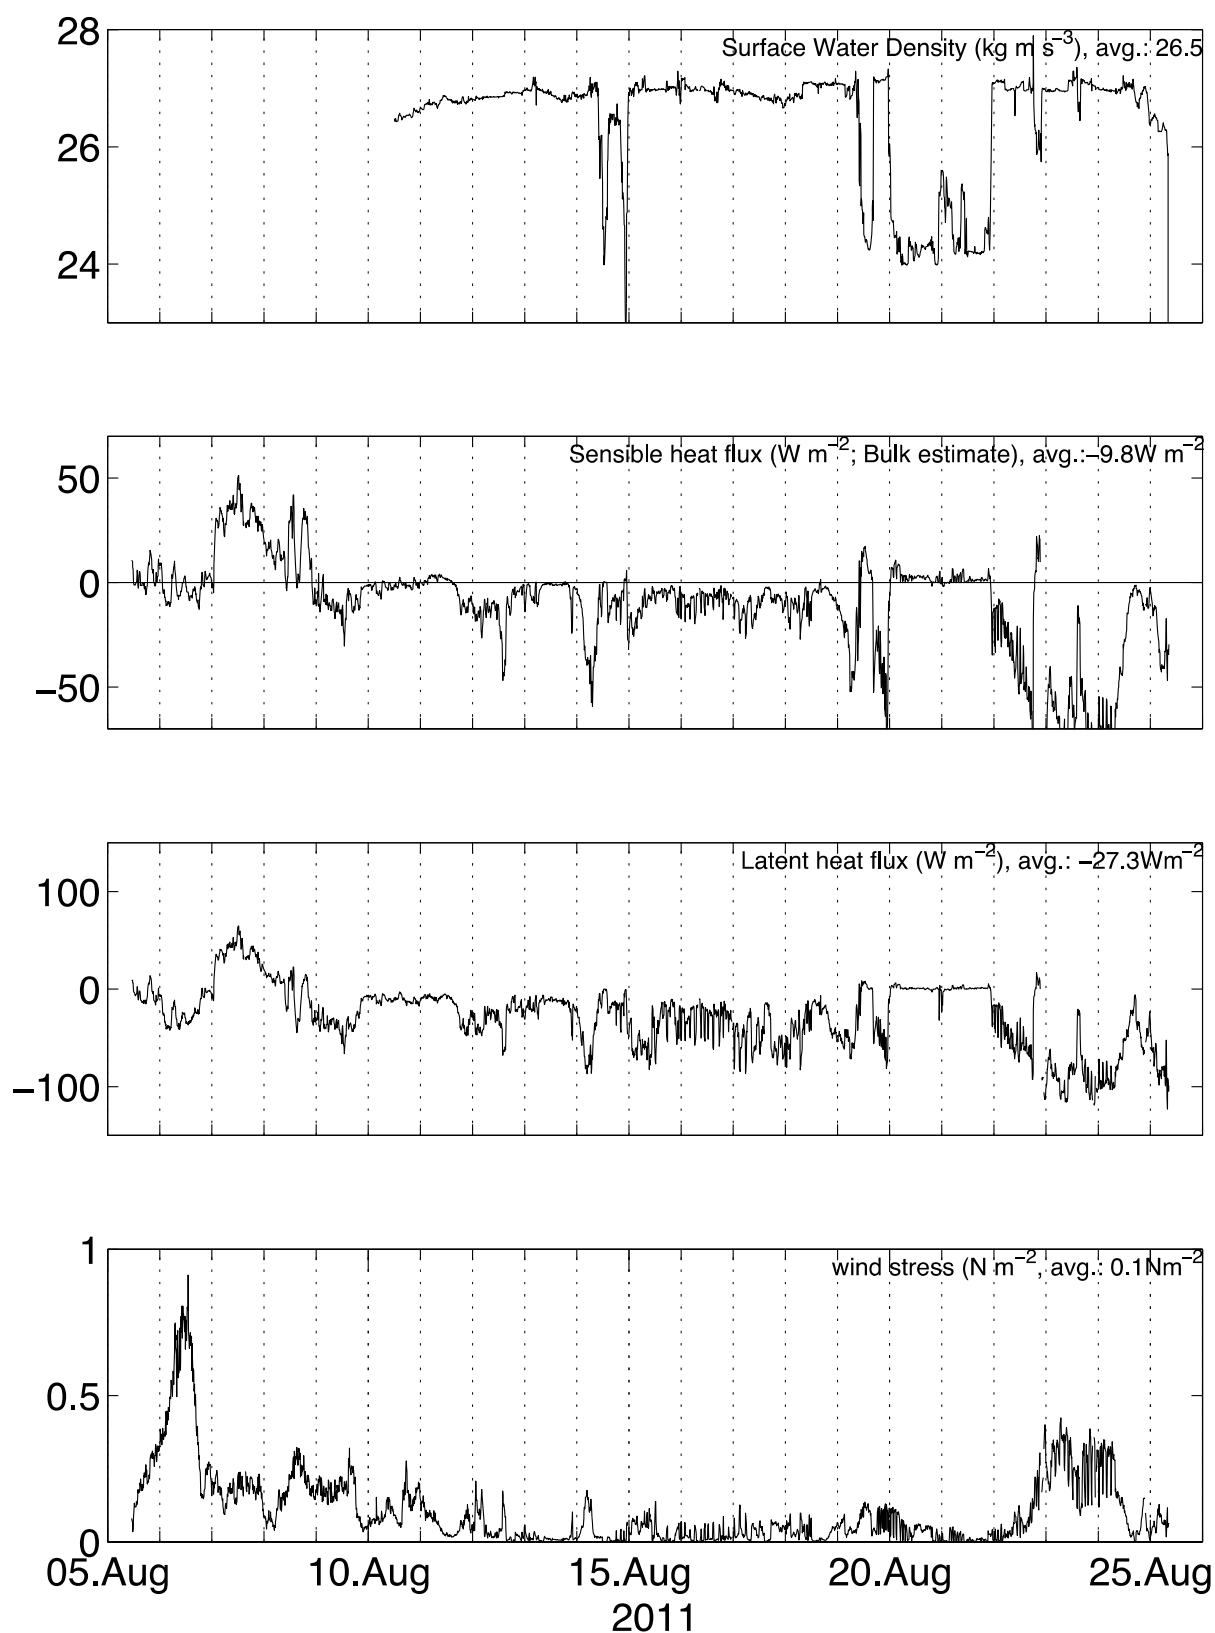 28
Surface Water Density (kg m s⁻³), avg.: 26.5
26
24
Sensible heat flux (W m⁻²; Bulk estimate), avg.:−9.8W m⁻²
50
0
−50
Latent heat flux (W m⁻²), avg.: −27.3Wm⁻²
100
0
−100
1
wind stress (N m⁻², avg.: 0.1Nm⁻²
0.5
0
05.Aug 10.Aug 15.Aug 20.Aug 25.Aug
2011